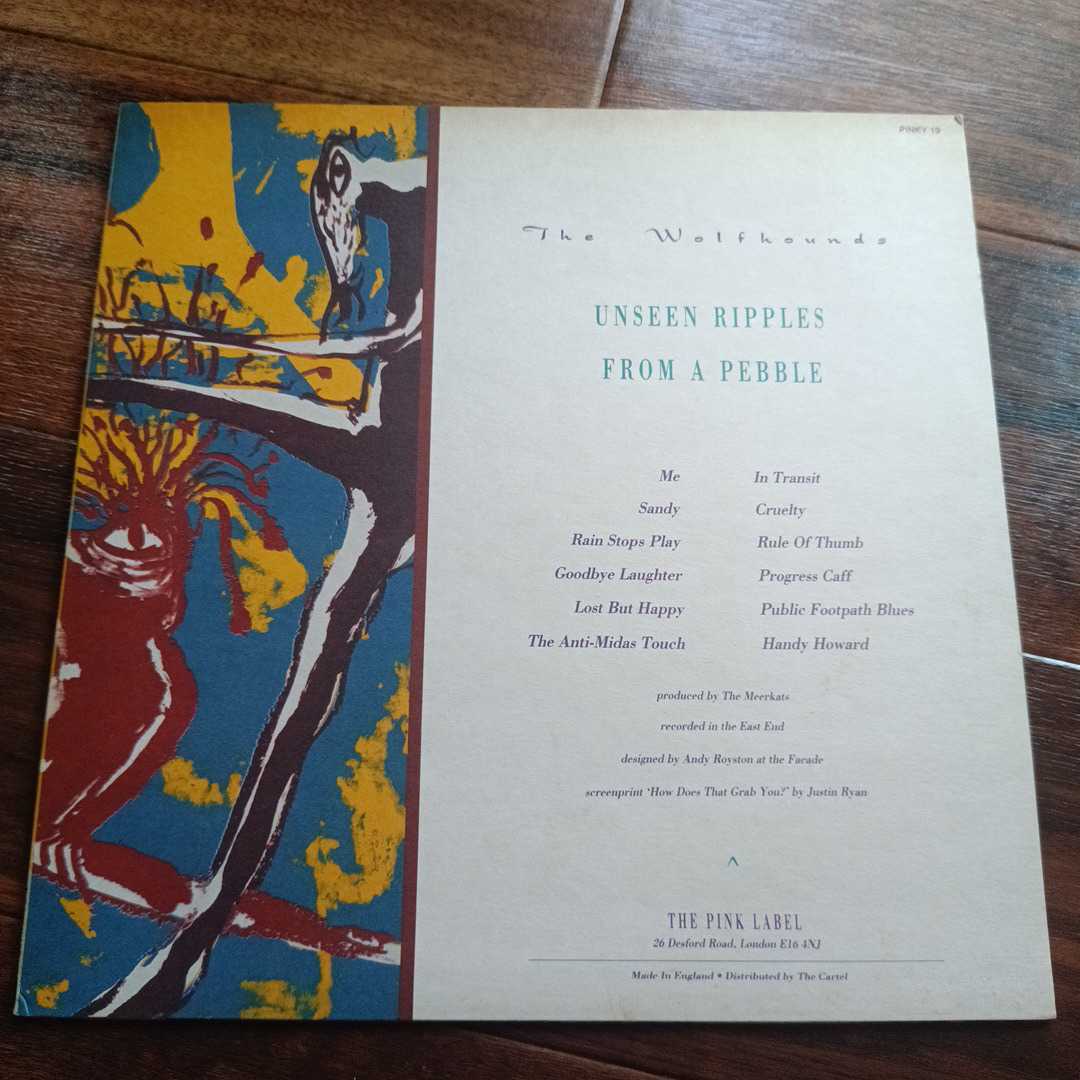 PINKY 19
The Wolfhounds
UNSEEN RIPPLES
FROM A PEBBLE
Me
Sandy
Rain Stops Play
Goodbye Laughter
Lost But Happy
The Anti-Midas Touch
In Transit
Cruelty
Rule Of Thumb
Progress Caff
Public Footpath Blues
Handy Howard
produced by The Meerkats
recorded in the East End
designed by Andy Royston at the Facade
screenprint ‘How Does That Grab You?’ by Justin Ryan
THE PINK LABEL
26 Desford Road, London E16 4NJ
Made In England • Distributed by The Cartel